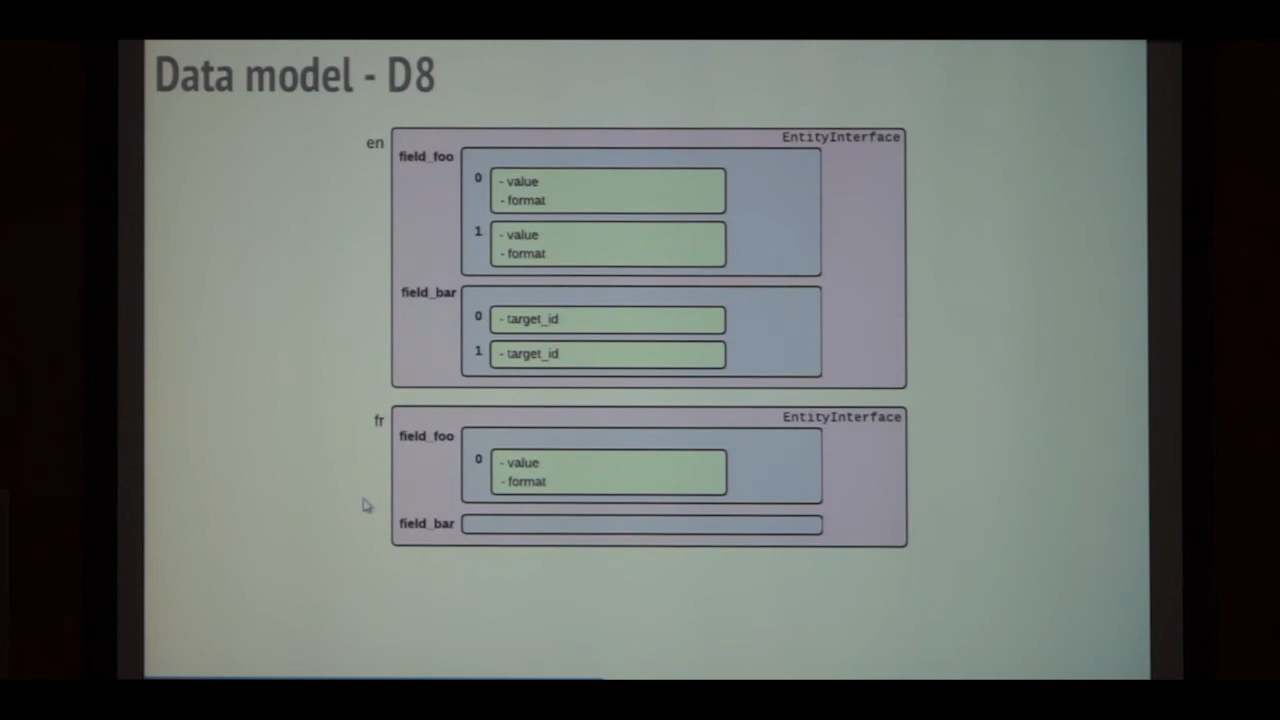 Data model - D8
en
EntityInterface
field_foo
0
- value
- format
1
- value
- format
field_bar
0
- target_id
1
- target_id
fr
EntityInterface
field_foo
0
- value
- format
field_bar